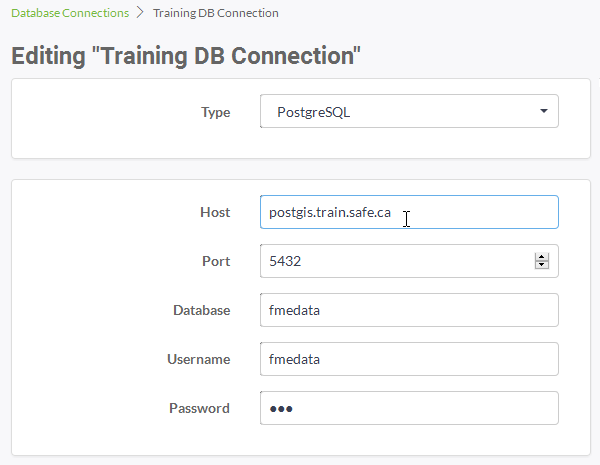 Database Connections > Training DB Connection
Editing "Training DB Connection"
Type PostgreSQL
Host postgis.train.safe.ca
Port 5432
Database fmedata
Username fmedata
Password ●●●